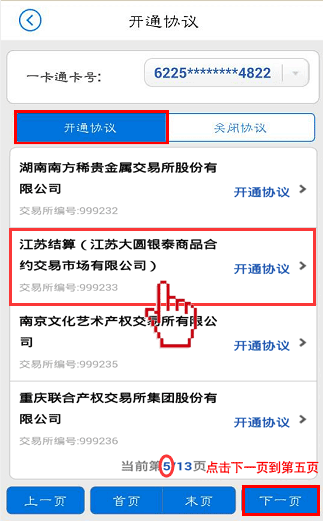 开通协议
一卡通卡号:
6225********4822
开通协议
关闭协议
湖南南方稀贵金属交易所股份有
限公司
开通协议
交易所编号:999232
江苏结算（江苏大圆银泰商品合
约交易市场有限公司）
开通协议
交易所编号:999233
南京文化艺术产权交易所有限公
司
开通协议
交易所编号:999235
重庆联合产权交易所集团股份有
限公司
开通协议
交易所编号:999236
当前第5/13页点击下一页到第五页
上一页
首页
末页
下一页